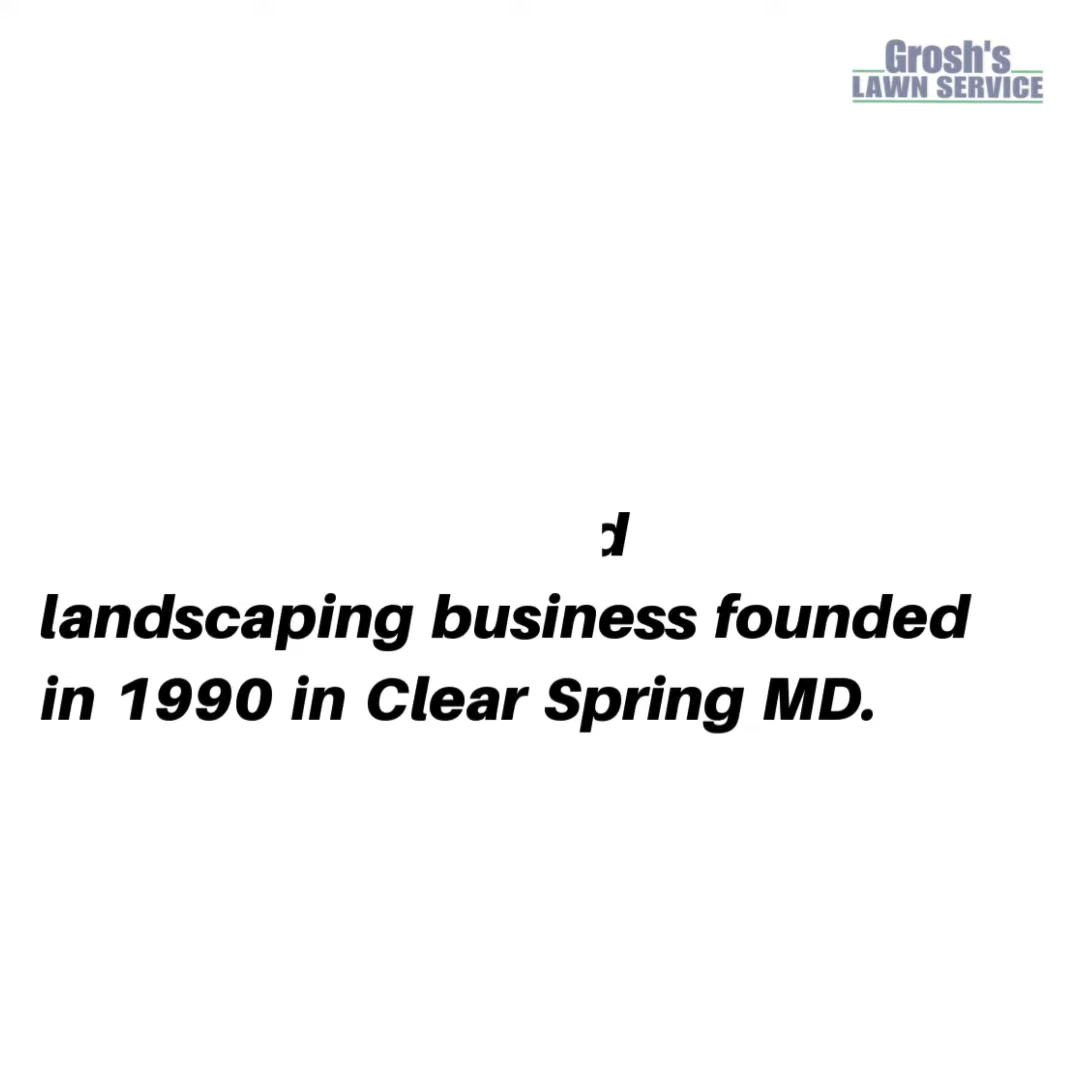 Grosh's
LAWN SERVICE
d
landscaping business founded
in 1990 in Clear Spring MD.